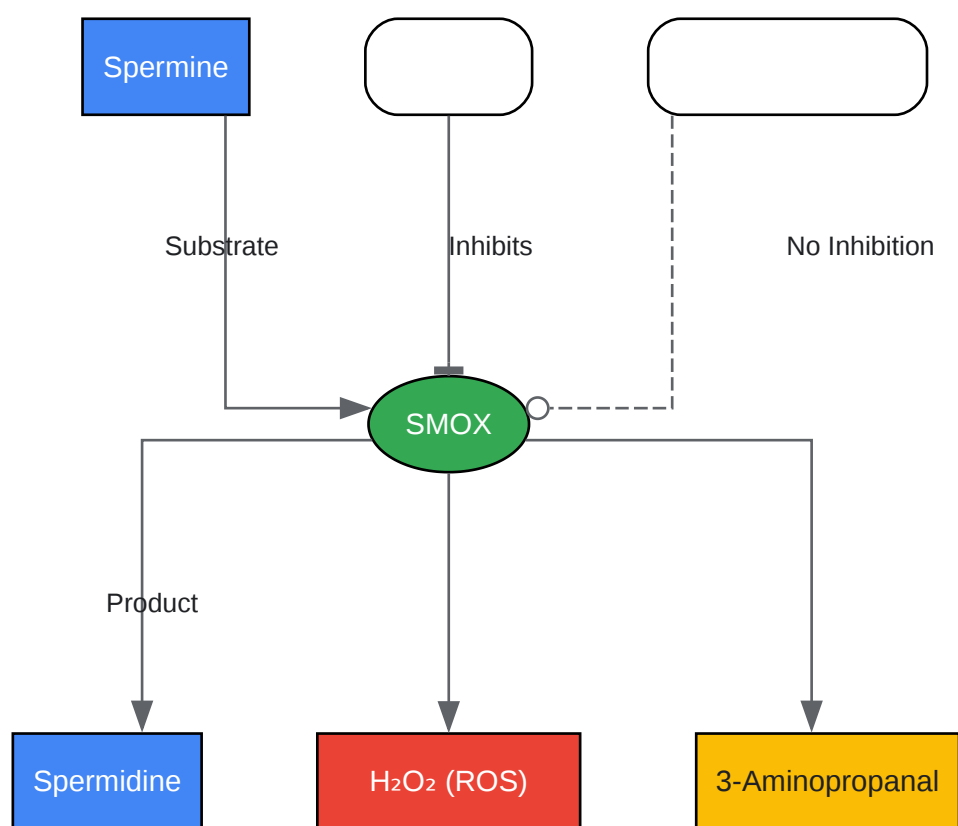 Spermine
Substrate
Inhibits
No Inhibition
SMOX
Product
Spermidine
H₂O₂ (ROS)
3-Aminopropanal